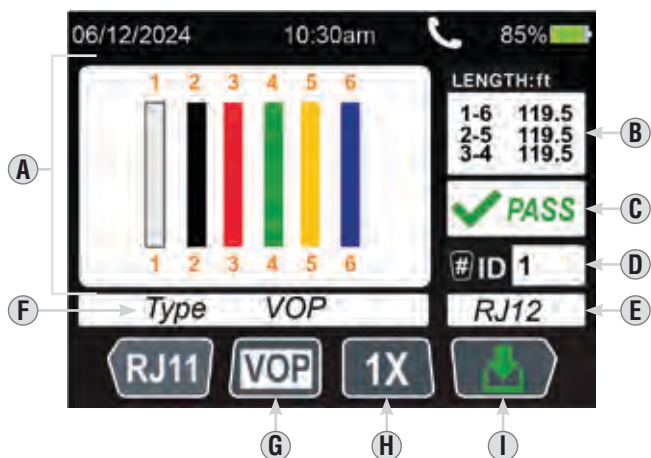 06/12/2024 10:30am 85%
1 2 3 4 5 6
LENGTH:ft
1-6 119.5
2-5 119.5
3-4 119.5
PASS
1 2 3 4 5 6
# ID 1
Type VOP
RJ12
RJ11 VOP 1X
A
B
C
D
F
E
G
H
I